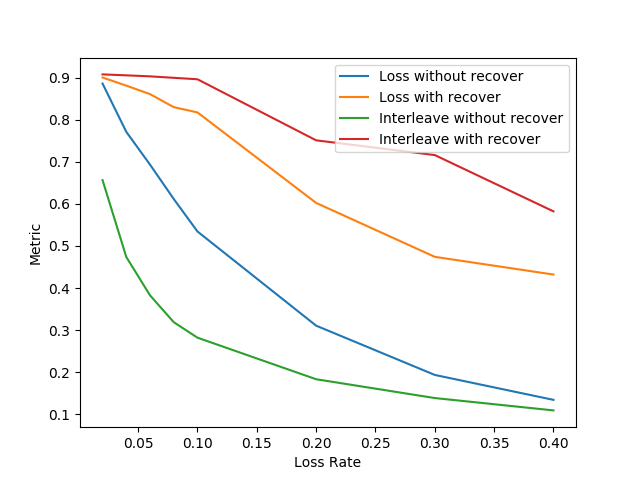 Loss without recover
Loss with recover
Interleave without recover
Interleave with recover
Metric
0.9
0.8
0.7
0.6
0.5
0.4
0.3
0.2
0.1
0.05 0.10 0.15 0.20 0.25 0.30 0.35 0.40
Loss Rate